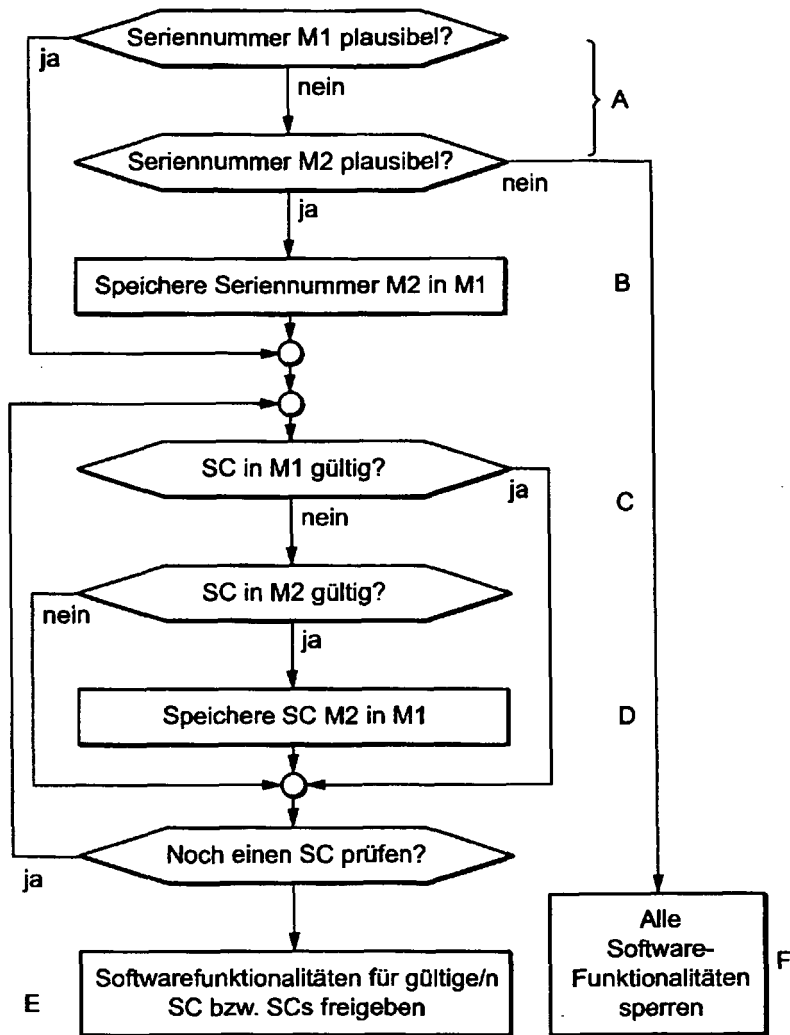 Seriennummer M1 plausibel?
ja
nein
A
Seriennummer M2 plausibel?
nein
ja
Speichere Seriennummer M2 in M1
B
SC in M1 gültig?
ja
nein
C
SC in M2 gültig?
nein
ja
Speichere SC M2 in M1
D
Noch einen SC prüfen?
ja
Softwarefunktionalitäten für gültige/n
SC bzw. SCs freigeben
E
Alle
Software-
Funktionalitäten
sperren
F